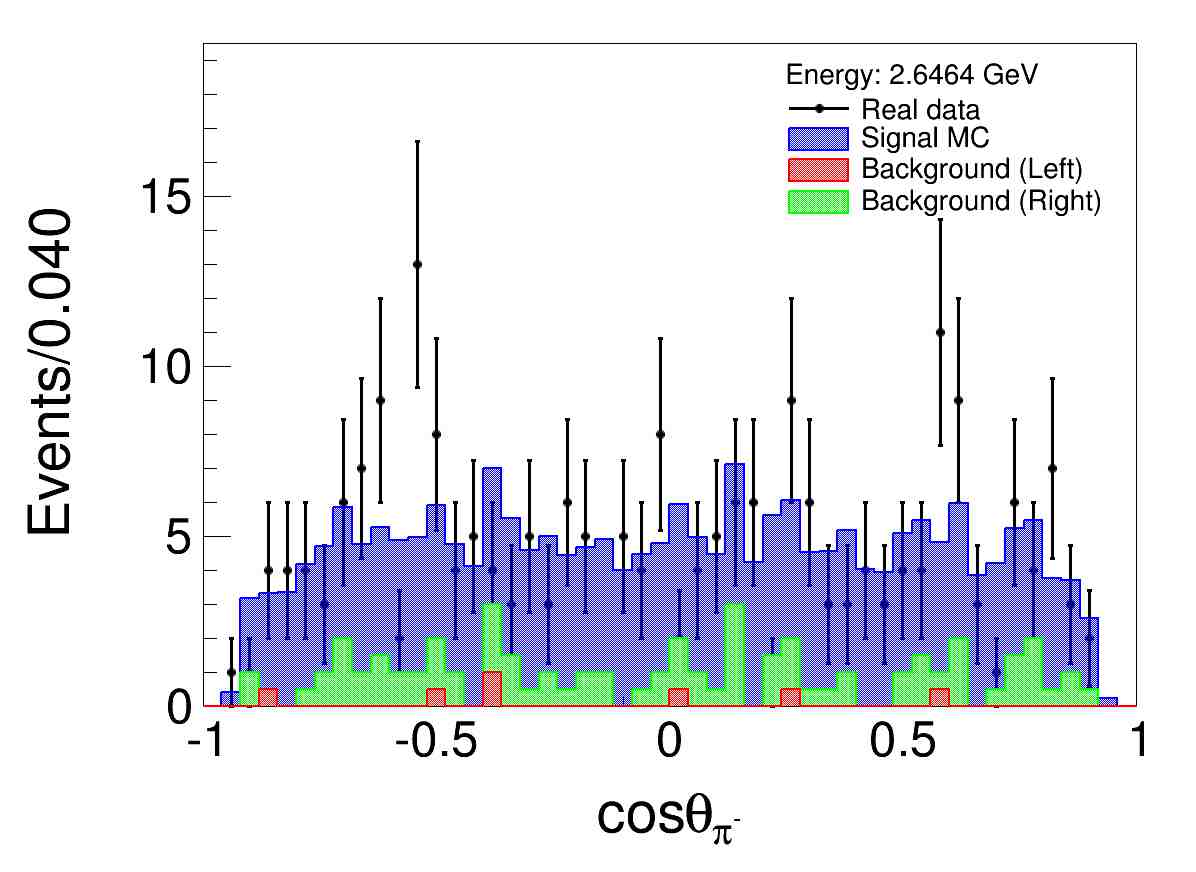 Energy: 2.6464 GeV
Real data
Signal MC
Background (Left)
Background (Right)
Events/0.040
15
10
5
0
-1
-0.5
0
0.5
1
cosθπ-